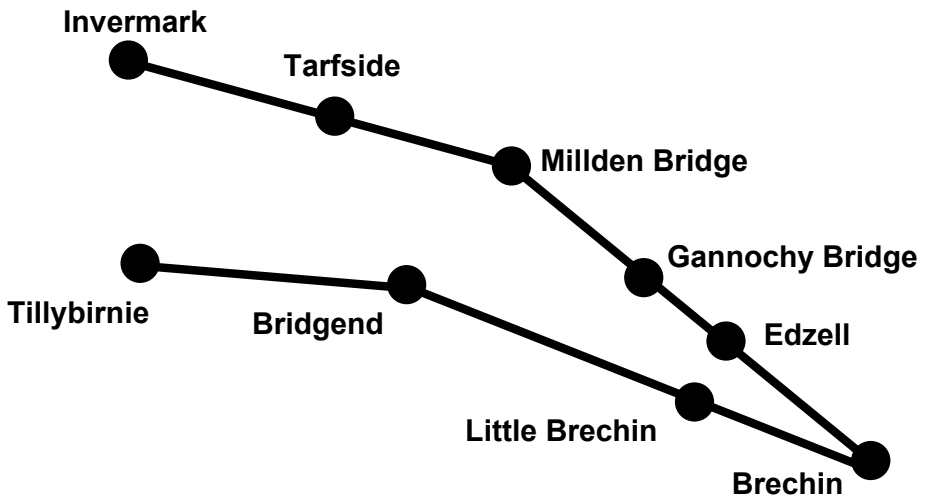 Invermark
Tarfside
Millden Bridge
Gannochy Bridge
Tillybirnie
Bridgend
Edzell
Little Brechin
Brechin